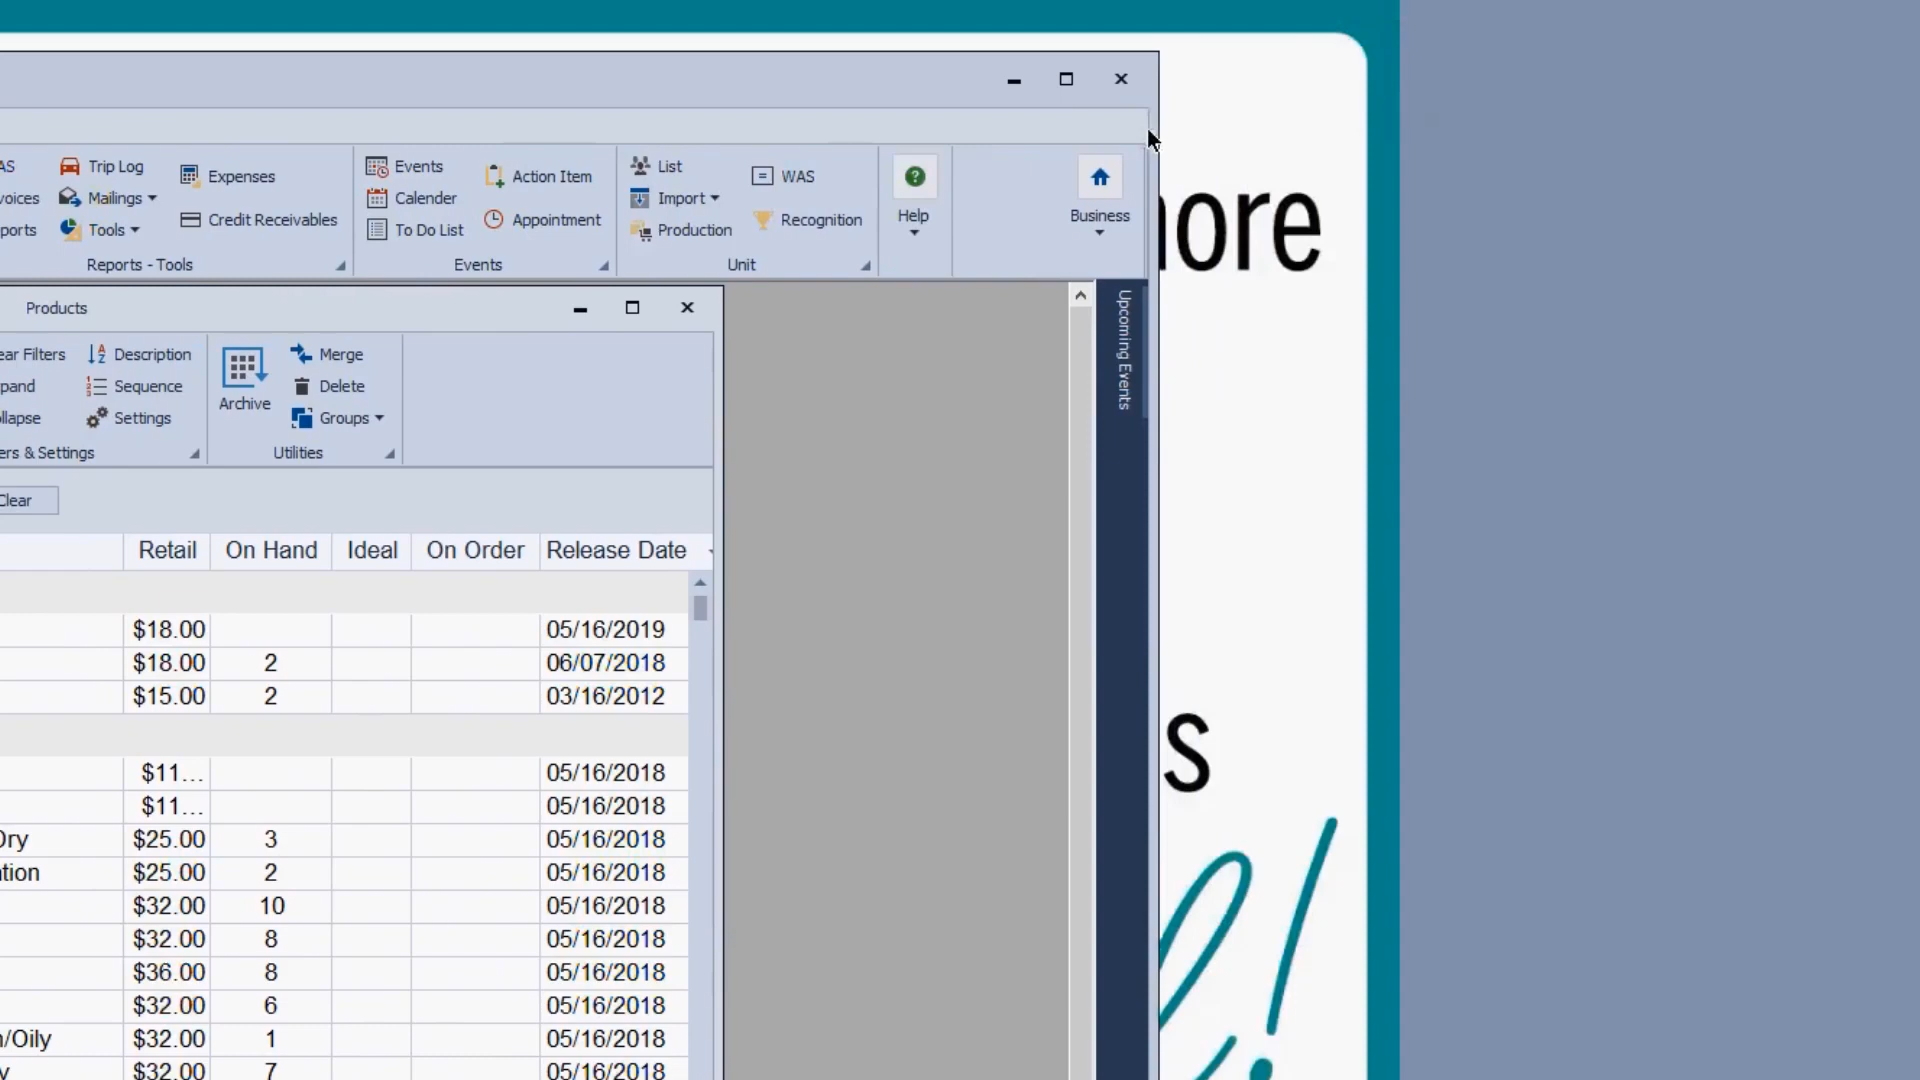 AS Trip Log Expenses Events Action Item List WAS Help Business
voices Mailings Credit Receivables Calender Appointment Import Recognition
ports Tools To Do List Production
Reports - Tools Events Unit
ore
Upcoming Events
Products
ear Filters Description Archive Merge
pand Sequence Delete
llapse Settings Groups
ers & Settings Utilities
Clear
Retail On Hand Ideal On Order Release Date
$18.00 05/16/2019
$18.00 2 06/07/2018
$15.00 2 03/16/2012
s
$11... 05/16/2018
$11... 05/16/2018
Dry $25.00 3 05/16/2018
ation $25.00 2 05/16/2018
$32.00 10 05/16/2018
$32.00 8 05/16/2018
$36.00 8 05/16/2018
$32.00 6 05/16/2018
n/Oily $32.00 1 05/16/2018
y $32.00 7 05/16/2018